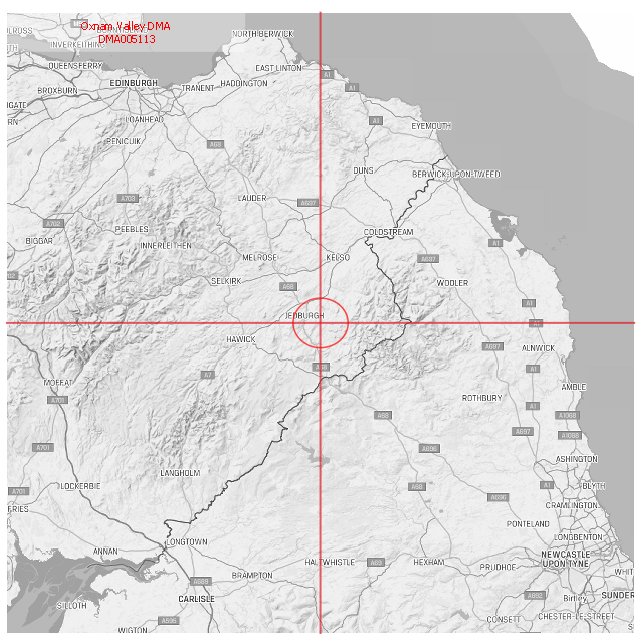 Oxnam Valley DMA
DMA005113
NORTH BERWICK
INVERKEITHING
QUEENSFERRY
EAST LINTON
A1
EDINBURGH
HADDINGTON
BROXBURN
TRANENT
A1
LOANHEAD
A1
EYEMOUTH
PENICUIK
A68
DUNS
BERWICK-UPON-TWEED
A703
LAUDER
A697
A702
PEEBLES
COLDSTREAM
BIGGAR
INNERLEITHEN
A1
MELROSE
KELSO
A697
SELKIRK
A68
WOOLER
A1
JEDBURGH
A1
HAWICK
A697
ALNWICK
A68
A1
A7
MOFFAT
AMBLE
A701
ROTHBURY
A1
A68
A1068
A697
A1068
A701
A696
ASHINGTON
LANGHOLM
LOCKERBIE
A68
A1
BLYTH
A701
A696
CRAMLINGTON
FRIES
PONTELAND
LONGBENTON
LONGTOWN
ANNAN
NEWCASTLE
UPON TYNE
HALTWHISTLE
A69
HEXHAM
PRUDHOE
BRAMPTON
WHIT
A689
CARLISLE
A692
Birtley
SUNDER
SILLOTH
A595
CONSETT
CHESTER-LE-STREET
WIGTON